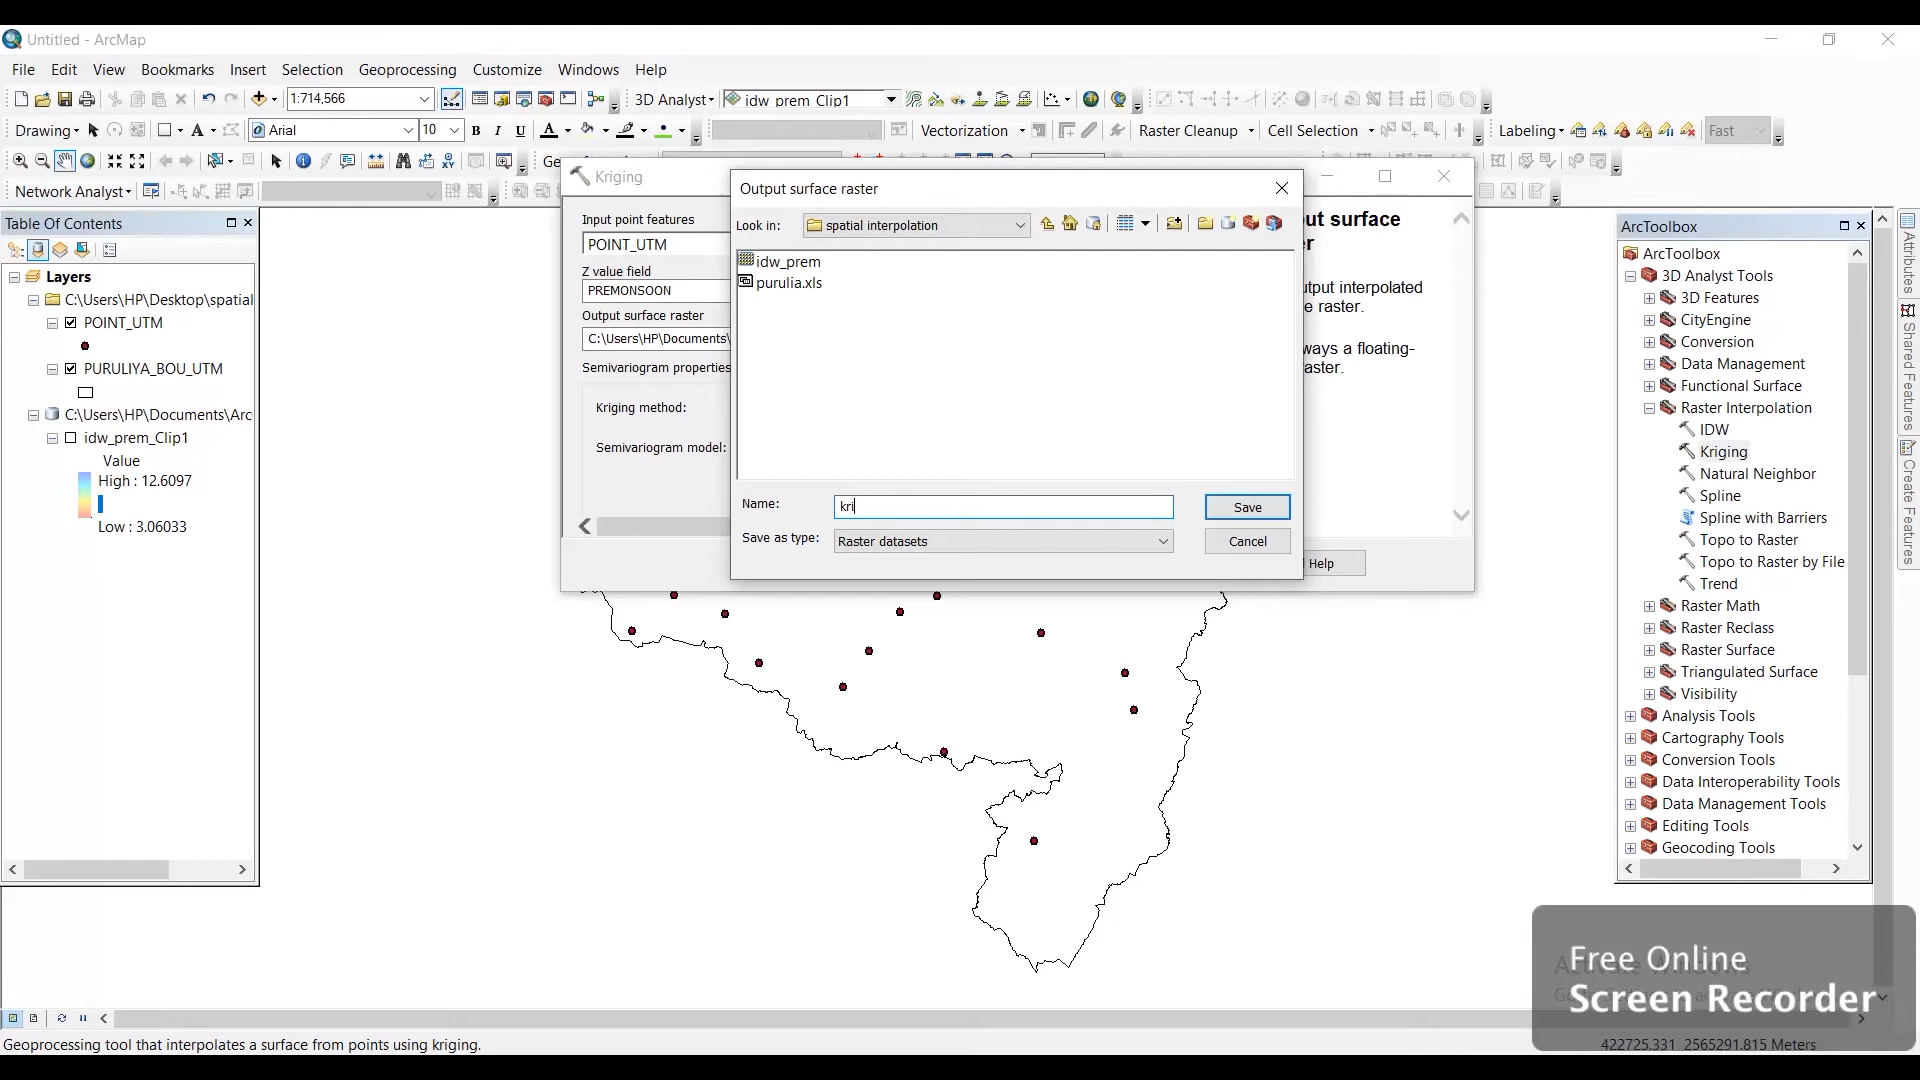 Untitled - ArcMap
File Edit View Bookmarks Insert Selection Geoprocessing Customize Windows Help
1:714,566
3D Analyst
idw_prem_Clip1
Drawing
Arial
10
B I U
A
Vectorization
Raster Cleanup
Cell Selection
Labeling
Fast
Network Analyst
Table Of Contents
Layers
C:\Users\HP\Desktop\spatial
POINT_UTM
PURULIYA_BOU_UTM
C:\Users\HP\Documents\Arc
idw_prem_Clip1
Value
High : 12.6097
Low : 3.06033
Kriging
Input point features
POINT_UTM
Z value field
PREMONSOON
Output surface raster
C:\Users\HP\Documents\
Semivariogram properties
Kriging method:
Semivariogram model:
Output surface raster
Look in:
spatial interpolation
idw_prem
purulia.xls
Name:
kri
Save
Save as type:
Raster datasets
Cancel
ut surface
r
tput interpolated
e raster.
ways a floating-
aster.
Help
ArcToolbox
ArcToolbox
3D Analyst Tools
3D Features
CityEngine
Conversion
Data Management
Functional Surface
Raster Interpolation
IDW
Kriging
Natural Neighbor
Spline
Spline with Barriers
Topo to Raster
Topo to Raster by File
Trend
Raster Math
Raster Reclass
Raster Surface
Triangulated Surface
Visibility
Analysis Tools
Cartography Tools
Conversion Tools
Data Interoperability Tools
Data Management Tools
Editing Tools
Geocoding Tools
Attributes
Shared Features
Create Features
Free Online
Screen Recorder
Geoprocessing tool that interpolates a surface from points using kriging.
422725.331 2565291.815 Meters